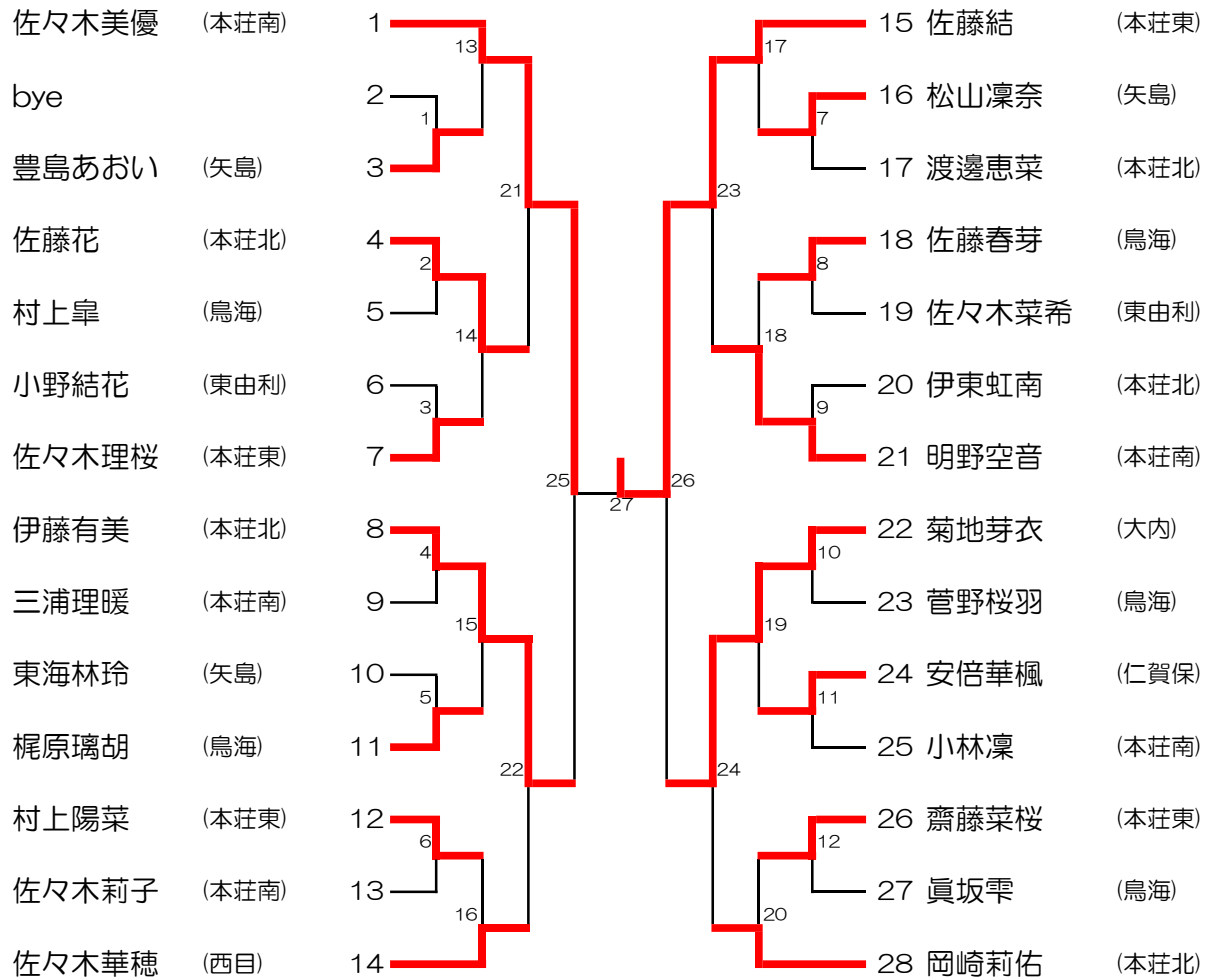 佐々木美優 (本荘南) 1
13
bye 2
1
豊島あおい (矢島) 3
21
佐藤花 (本荘北) 4
2
村上皐 (鳥海) 5
14
小野結花 (東由利) 6
3
佐々木理桜 (本荘東) 7
25
伊藤有美 (本荘北) 8
4
三浦理暖 (本荘南) 9
15
東海林玲 (矢島) 10
5
梶原璃胡 (鳥海) 11
22
村上陽菜 (本荘東) 12
6
佐々木莉子 (本荘南) 13
16
佐々木華穂 (西目) 14
27
15 佐藤結 (本荘東)
17
16 松山凜奈 (矢島)
7
17 渡邊恵菜 (本荘北)
23
18 佐藤春芽 (鳥海)
8
19 佐々木菜希 (東由利)
18
20 伊東虹南 (本荘北)
9
21 明野空音 (本荘南)
26
22 菊地芽衣 (大内)
10
23 菅野桜羽 (鳥海)
19
24 安倍華楓 (仁賀保)
11
25 小林凜 (本荘南)
24
26 齋藤菜桜 (本荘東)
12
27 眞坂雫 (鳥海)
20
28 岡崎莉佑 (本荘北)